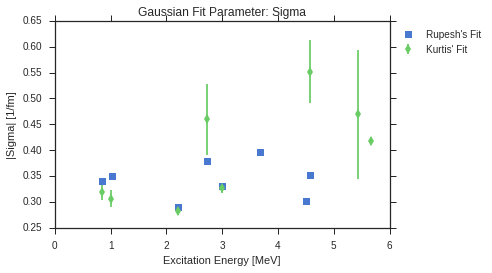 Gaussian Fit Parameter: Sigma
0.65
0.60
0.55
0.50
0.45
0.40
0.35
0.30
0.25
|Sigma| [1/fm]
0 1 2 3 4 5 6
Excitation Energy [MeV]
Rupesh's Fit
Kurtis' Fit